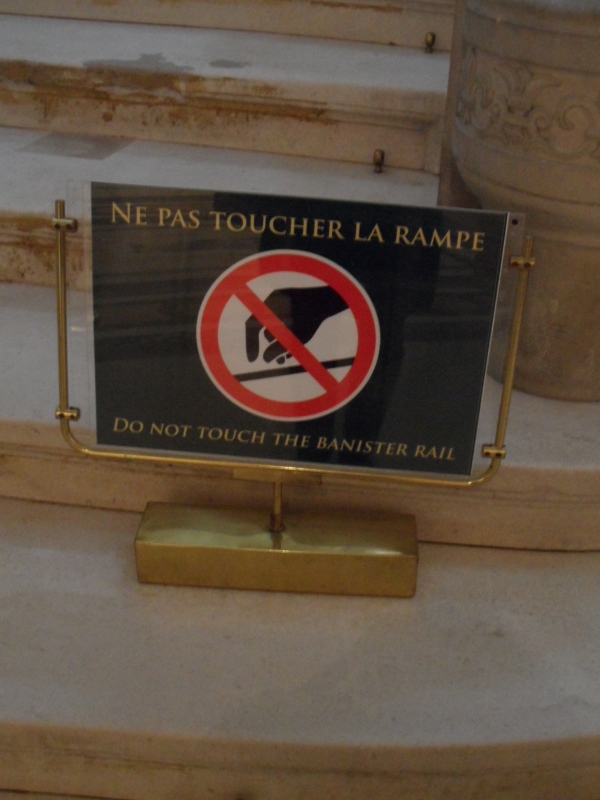 NE PAS TOUCHER LA RAMPE
DO NOT TOUCH THE BANISTER RAIL